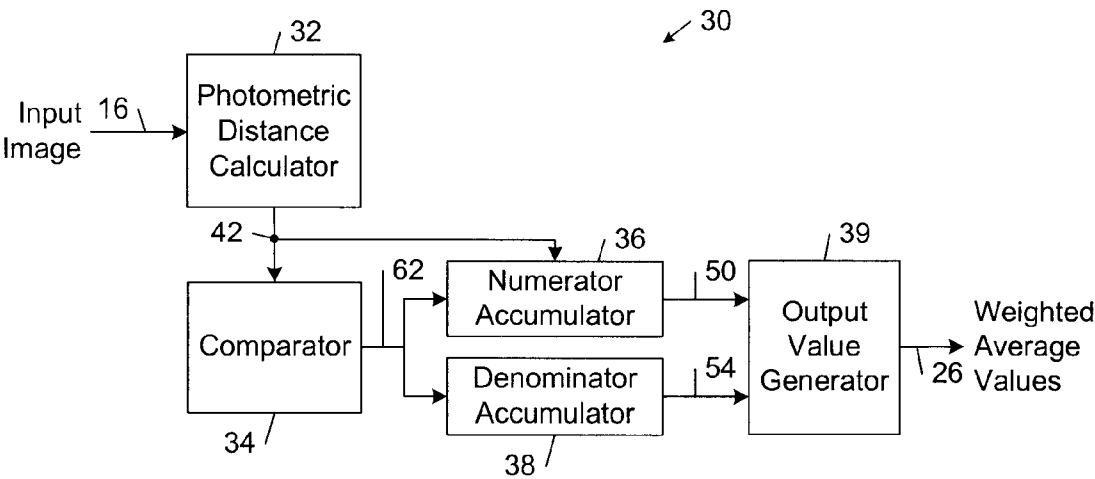 30
32
Input
Image
16
Photometric
Distance
Calculator
42
62
36
Numerator
Accumulator
50
39
Comparator
34
Denominator
Accumulator
38
54
Output
Value
Generator
26
Weighted
Average
Values